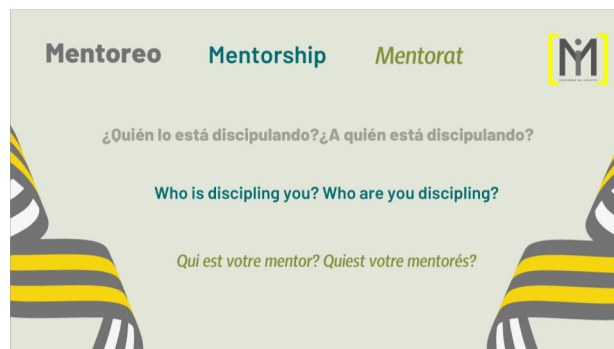 Mentoreo Mentorship Mentorat
¿Quién lo está discipulando?¿A quién está discipulando?
Who is discipling you? Who are you discipling?
Qui est votre mentor? Quiest votre mentorés?